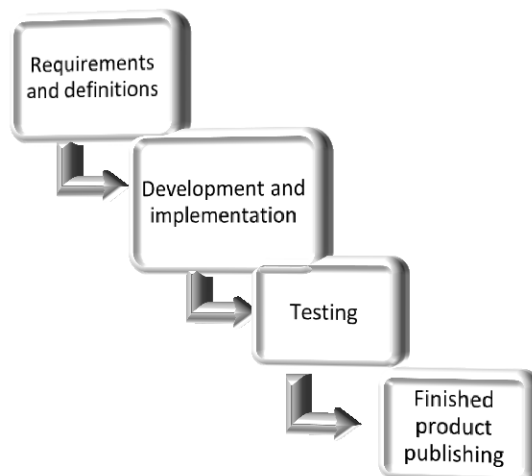 Requirements
and definitions
Development and
implementation
Testing
Finished
product
publishing